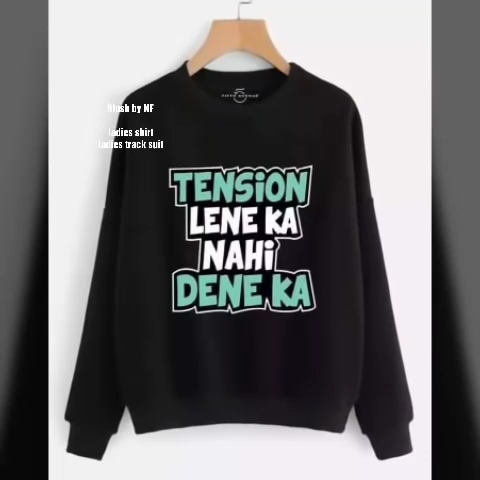 Blush by NF
ladies shirt
ladies track suit
TENSION
LENE KA
NAHI
DENE KA